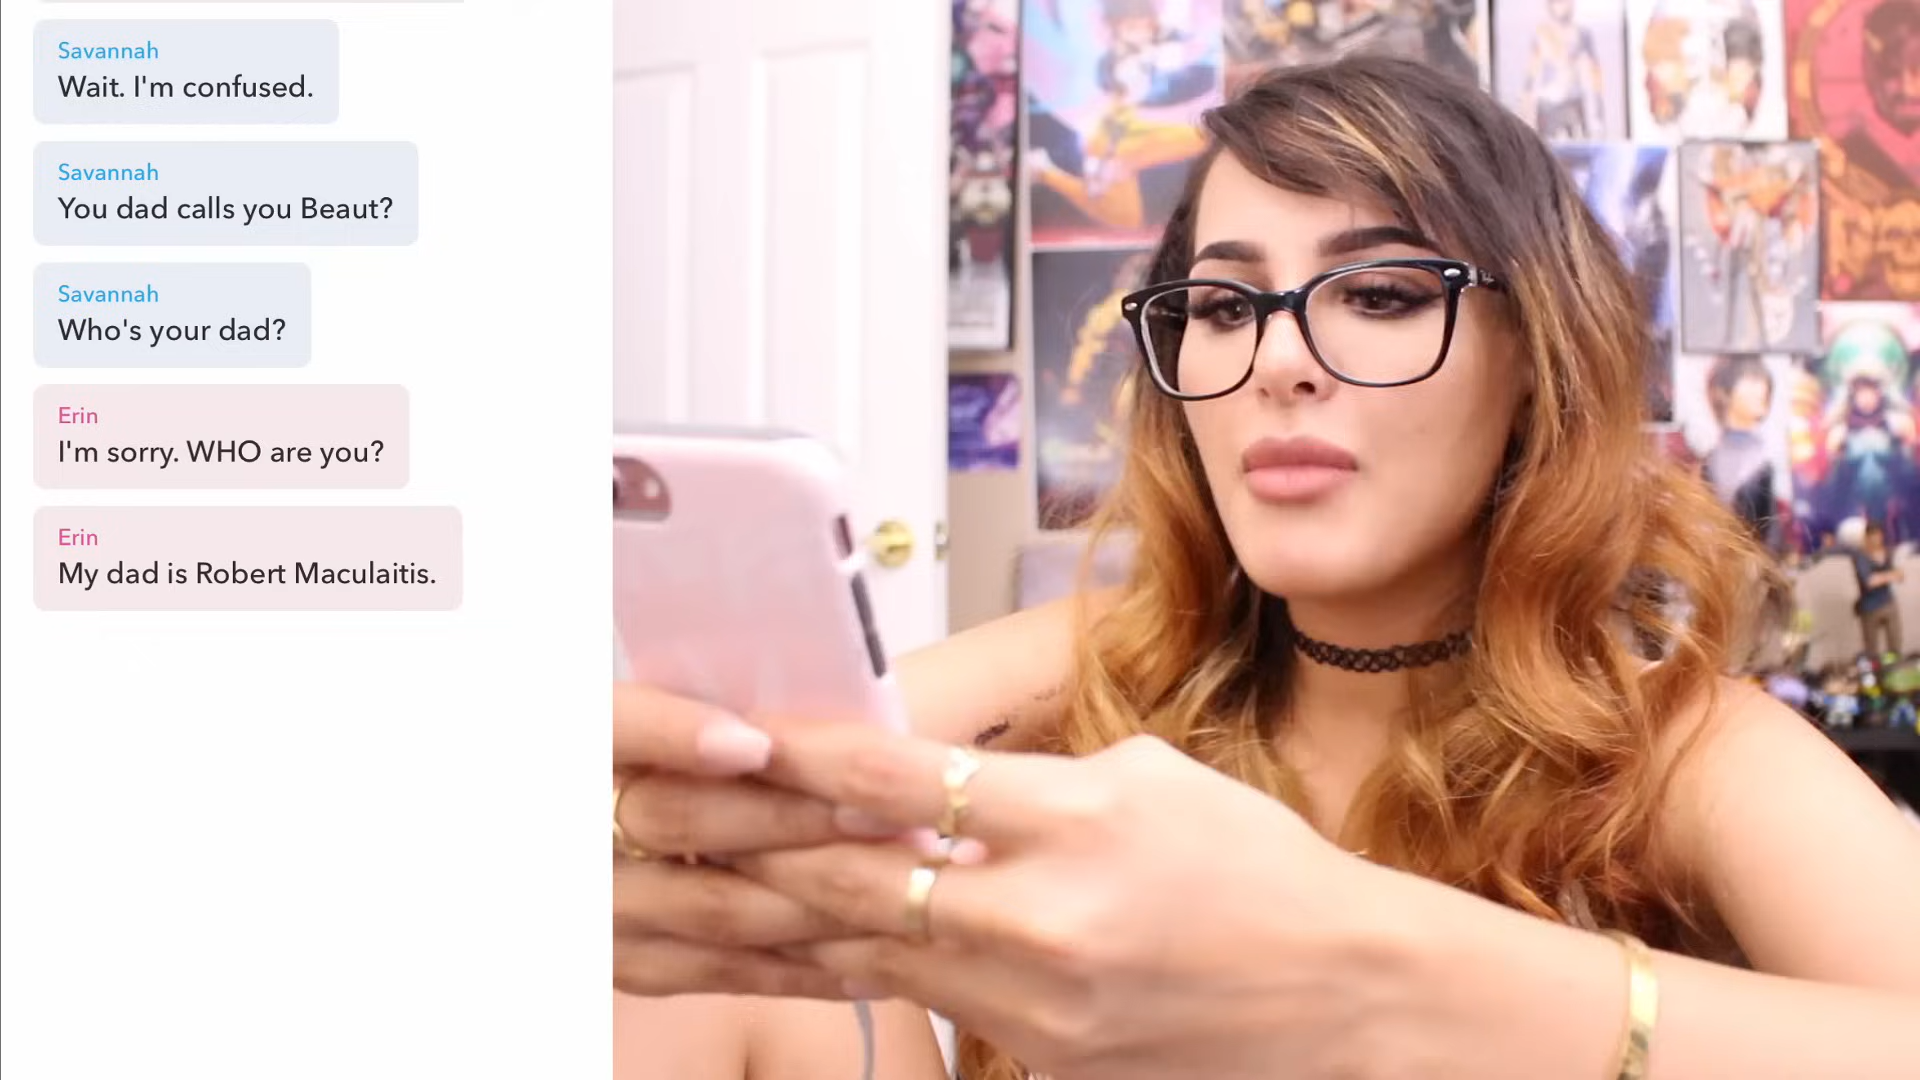 Savannah
Wait. I'm confused.
Savannah
You dad calls you Beaut?
Savannah
Who's your dad?
Erin
I'm sorry. WHO are you?
Erin
My dad is Robert Maculaitis.